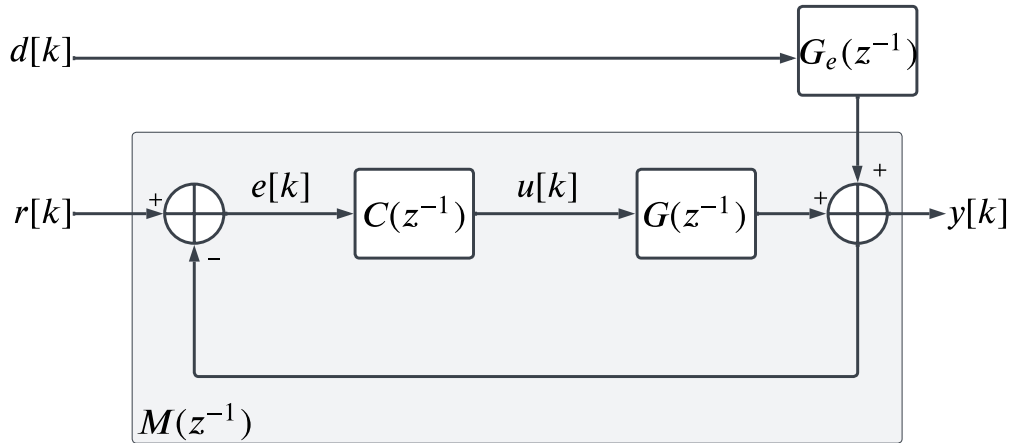 d[k]
G_e(z^{-1})
+
r[k]
+
e[k]
C(z^{-1})
u[k]
G(z^{-1})
+
y[k]
-
M(z^{-1})